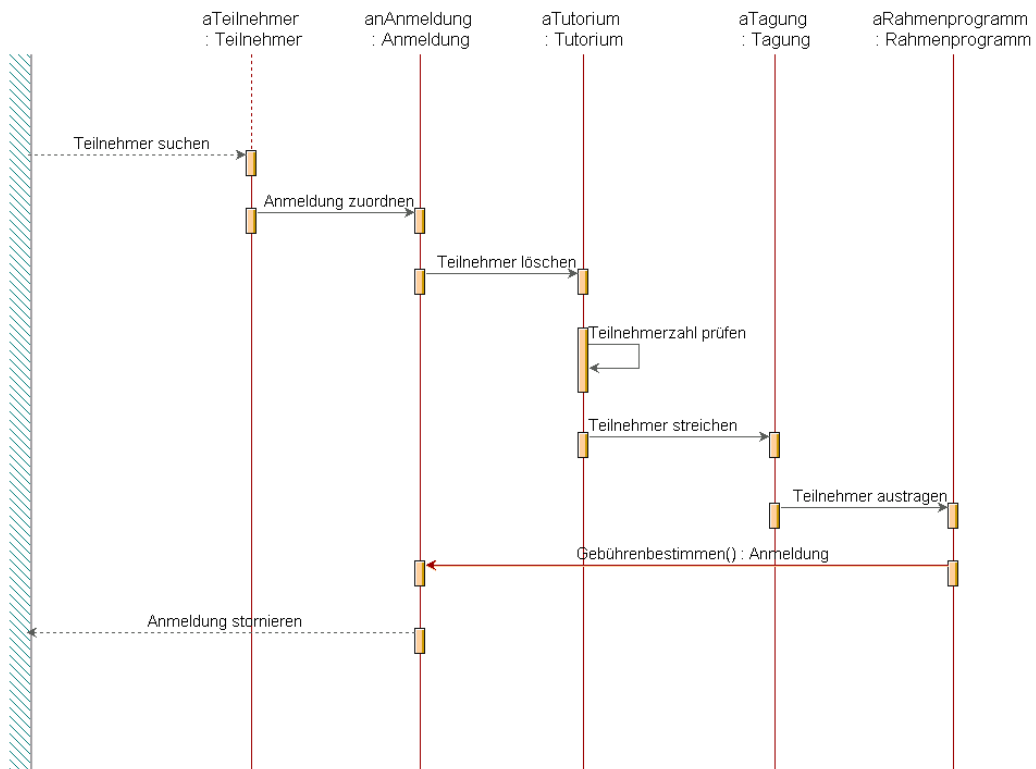 aTeilnehmer
: Teilnehmer
anAnmeldung
: Anmeldung
aTutorium
: Tutorium
aTagung
: Tagung
aRahmenprogramm
: Rahmenprogramm
Teilnehmer suchen
Anmeldung zuordnen
Teilnehmer löschen
Teilnehmerzahl prüfen
Teilnehmer streichen
Teilnehmer austragen
Gebührenbestimmen() : Anmeldung
Anmeldung stornieren